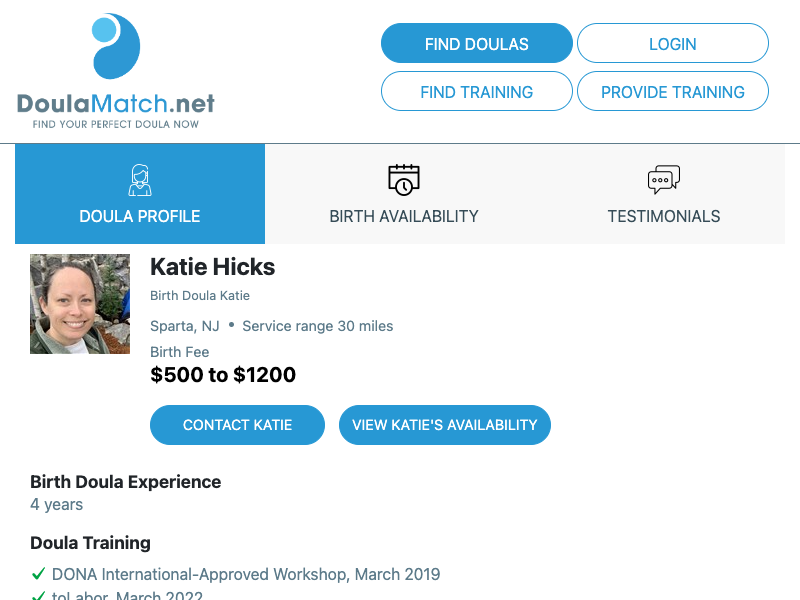 DoulaMatch.net
FIND YOUR PERFECT DOULA NOW
FIND DOULAS
LOGIN
FIND TRAINING
PROVIDE TRAINING
DOULA PROFILE
BIRTH AVAILABILITY
TESTIMONIALS
Katie Hicks
Birth Doula Katie
Sparta, NJ • Service range 30 miles
Birth Fee
$500 to $1200
CONTACT KATIE
VIEW KATIE'S AVAILABILITY
Birth Doula Experience
4 years
Doula Training
✓ DONA International-Approved Workshop, March 2019
✓ toLabor, March 2022